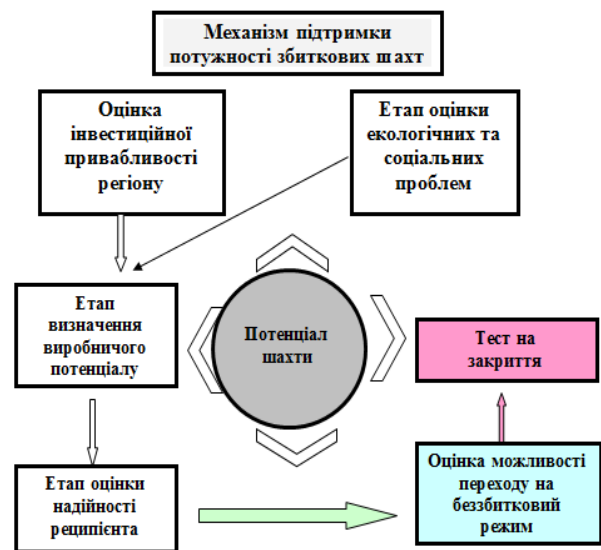 Механізм підтримки
потужності збиткових шахт
Оцінка
інвестиційної
привабливості
регіону
Етап оцінки
екологічних та
соціальних
проблем
Етап
визначення
виробничого
потенціалу
Потенціал
шахти
Тест на
закриття
Етап оцінки
надійності
реципієнта
Оцінка можливості
переходу на
беззбитковий
режим